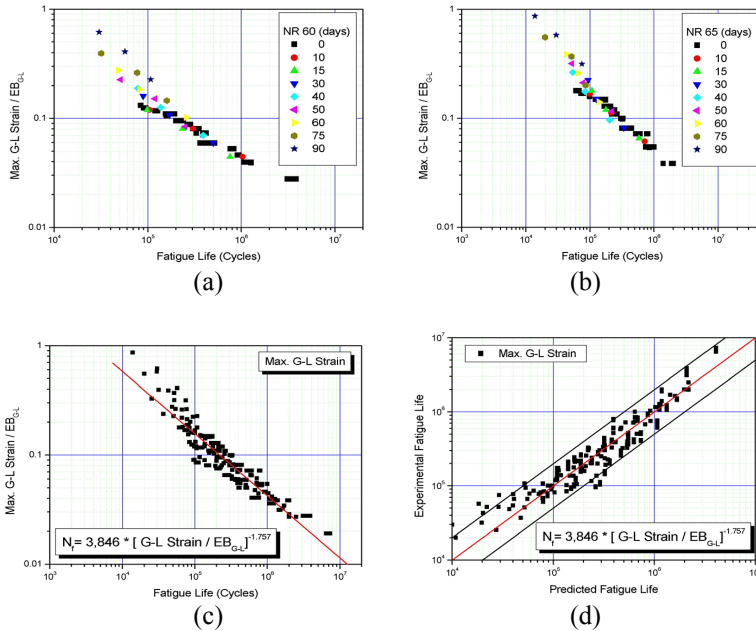 NR 60 (days)
0
10
15
30
40
50
60
75
90
1
0.1
0.01
Max. G-L Strain / EB_G-L
10^4
10^5
10^6
10^7
Fatigue Life (Cycles)
(a)
NR 65 (days)
0
10
15
30
40
50
60
75
90
1
0.1
0.01
Max. G-L Strain / EB_G-L
10^3
10^4
10^5
10^6
10^7
Fatigue Life (Cycles)
(b)
Max. G-L Strain
1
0.1
0.01
Max. G-L Strain / EB_G-L
N_f= 3,846 * [ G-L Strain / EB_G-L]^-1.757
10^3
10^4
10^5
10^6
10^7
Fatigue Life (Cycles)
(c)
Max. G-L Strain
10^7
10^6
10^5
10^4
Experimental Fatigue Life
N_f= 3,846 * [ G-L Strain / EB_G-L]^-1.757
10^4
10^5
10^6
Predicted Fatigue Life
(d)